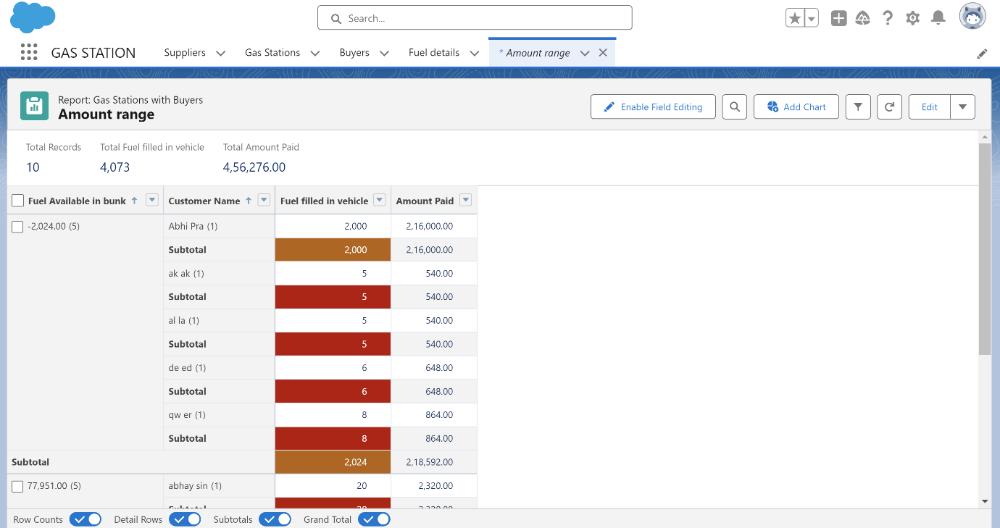 Search...
GAS STATION Suppliers Gas Stations Buyers Fuel details * Amount range
Report: Gas Stations with Buyers
Amount range
Enable Field Editing Add Chart Edit
Total Records Total Fuel filled in vehicle Total Amount Paid
10 4,073 4,56,276.00
Fuel Available in bunk ↑ Customer Name ↑ Fuel filled in vehicle Amount Paid
-2,024.00 (5) Abhi Pra (1) 2,000 2,16,000.00
Subtotal 2,000 2,16,000.00
ak ak (1) 5 540.00
Subtotal 5 540.00
al la (1) 5 540.00
Subtotal 5 540.00
de ed (1) 6 648.00
Subtotal 6 648.00
qw er (1) 8 864.00
Subtotal 8 864.00
Subtotal 2,024 2,18,592.00
77,951.00 (5) abhay sin (1) 20 2,320.00
Subtotal 20 2,320.00
Row Counts Detail Rows Subtotals Grand Total